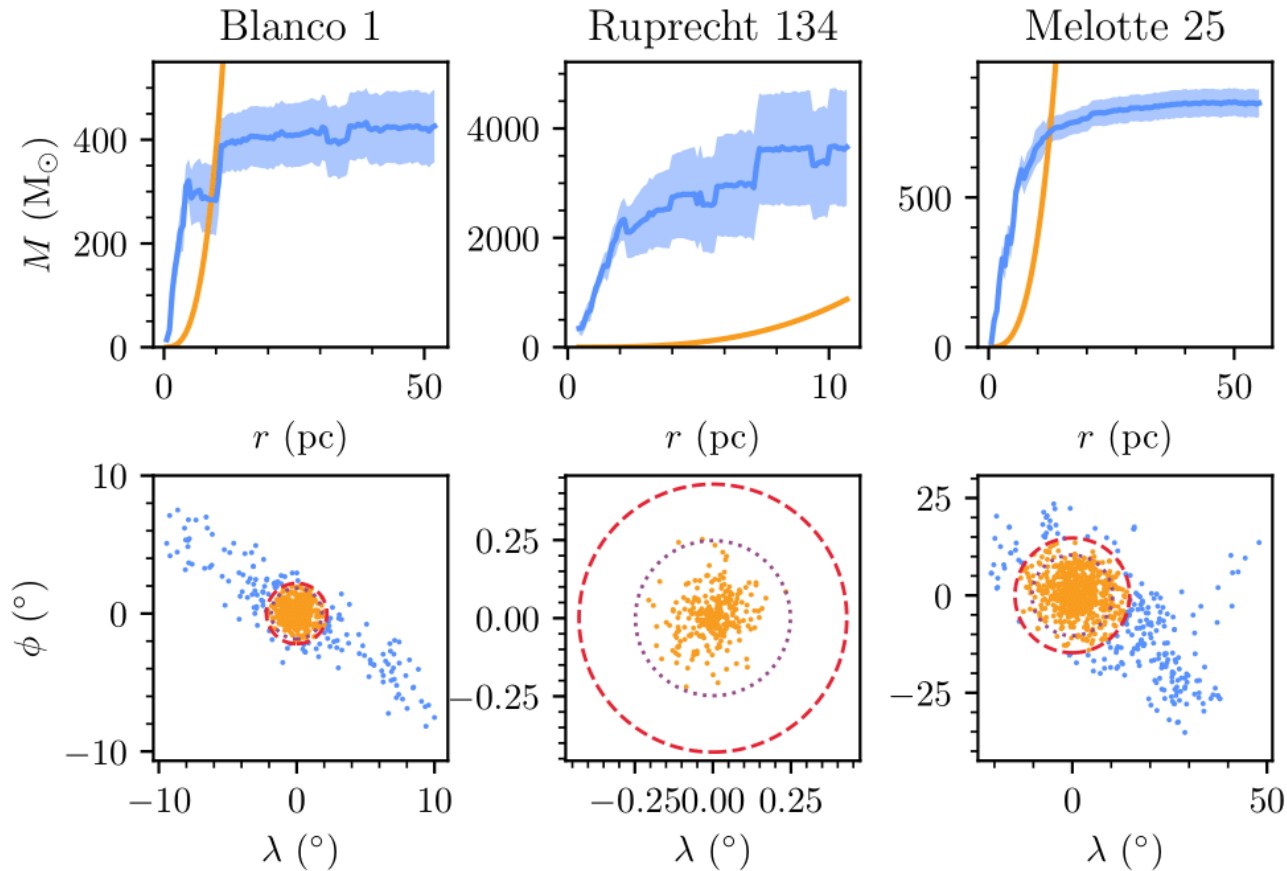 Blanco 1 Ruprecht 134 Melotte 25
M (M⊙)
400
200
0
0 50
r (pc)
4000
2000
0
0 10
r (pc)
500
0
0 50
r (pc)
ϕ (°)
10
0
−10
−10 0 10
λ (°)
0.25
0.00
−0.25
−0.25 0.00 0.25
λ (°)
25
0
−25
0 50
λ (°)